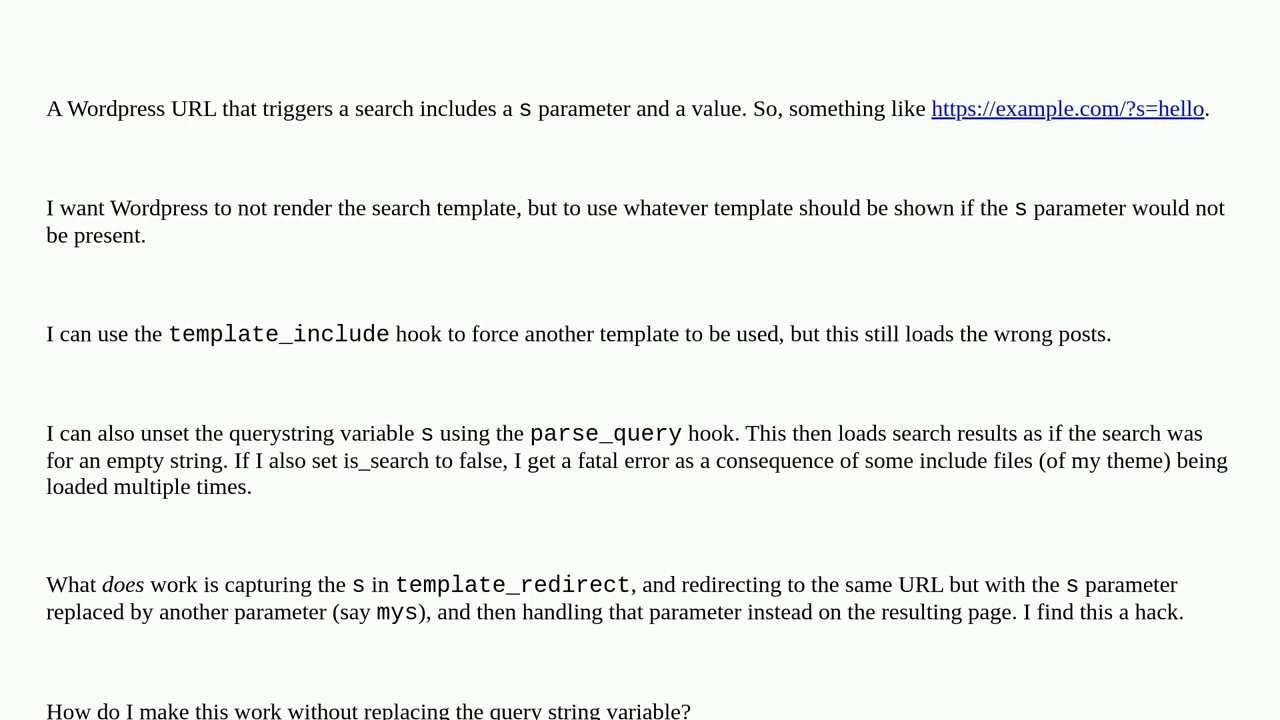 A Wordpress URL that triggers a search includes a s parameter and a value. So, something like https://example.com/?s=hello.
I want Wordpress to not render the search template, but to use whatever template should be shown if the s parameter would not
be present.
I can use the template_include hook to force another template to be used, but this still loads the wrong posts.
I can also unset the querystring variable s using the parse_query hook. This then loads search results as if the search was
for an empty string. If I also set is_search to false, I get a fatal error as a consequence of some include files (of my theme) being
loaded multiple times.
What does work is capturing the s in template_redirect, and redirecting to the same URL but with the s parameter
replaced by another parameter (say mys), and then handling that parameter instead on the resulting page. I find this a hack.
How do I make this work without replacing the query string variable?